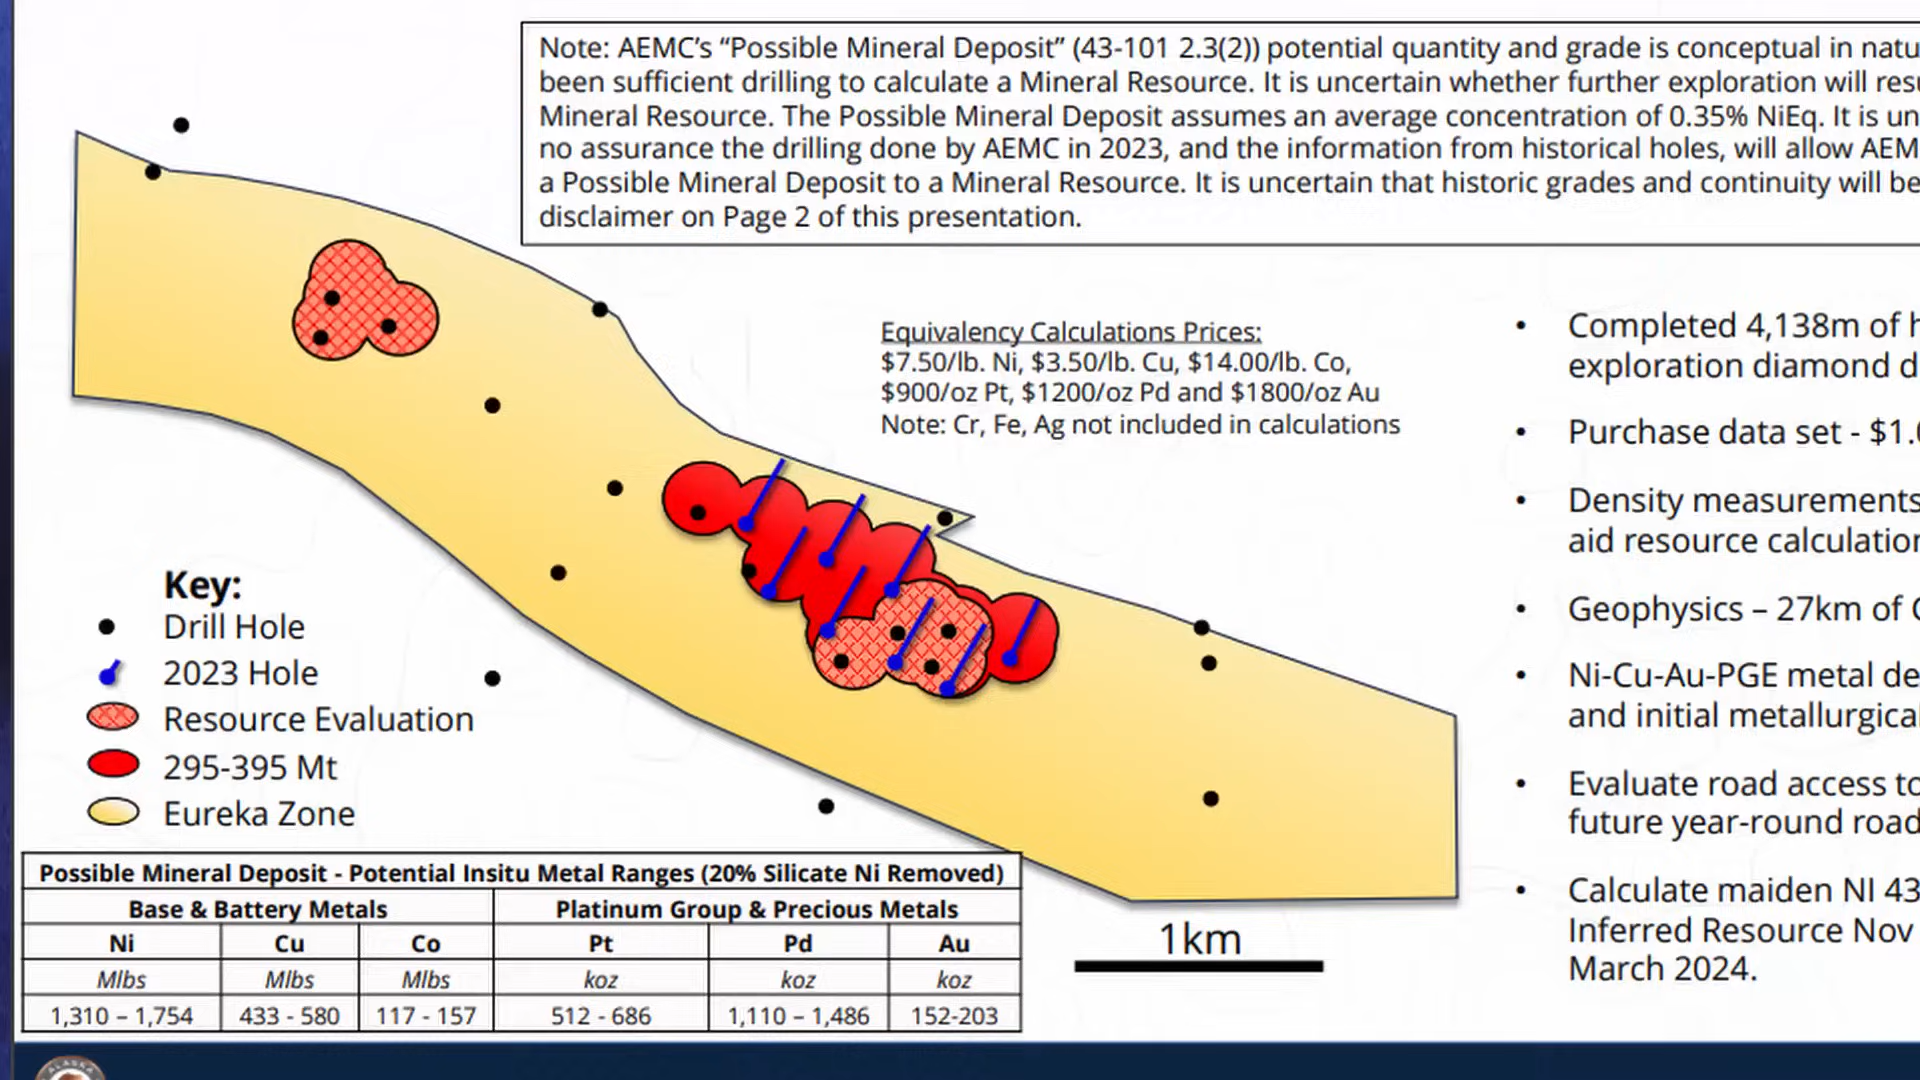 Note: AEMC's “Possible Mineral Deposit” (43-101 2.3(2)) potential quantity and grade is conceptual in
been sufficient drilling to calculate a Mineral Resource. It is uncertain whether further exploration will
Mineral Resource. The Possible Mineral Deposit assumes an average concentration of 0.35% NiEq. It is
no assurance the drilling done by AEMC in 2023, and the information from historical holes, will allow
a Possible Mineral Deposit to a Mineral Resource. It is uncertain that historic grades and continuity will be
disclaimer on Page 2 of this presentation.
Equivalency Calculations Prices:
$7.50/lb. Ni, $3.50/lb. Cu, $14.00/lb. Co,
$900/oz Pt, $1200/oz Pd and $1800/oz Au
Note: Cr, Fe, Ag not included in calculations
• Completed 4,138m of
exploration diamond
• Purchase data set -
• Density measurements
aid resource
• Geophysics – 27km of
• Ni-Cu-Au-PGE metal
and initial
• Evaluate road access to
future year-round
• Calculate maiden NI
Inferred Resource Nov
March 2024.
Key:
Drill Hole
2023 Hole
Resource Evaluation
295-395 Mt
Eureka Zone
1km
Possible Mineral Deposit - Potential Insitu Metal Ranges (20% Silicate Ni Removed)
Base & Battery Metals Platinum Group & Precious Metals
Ni Cu Co Pt Pd Au
Mlbs Mlbs Mlbs koz koz koz
1,310 – 1,754 433 - 580 117 - 157 512 - 686 1,110 – 1,486 152-203
ALASKA